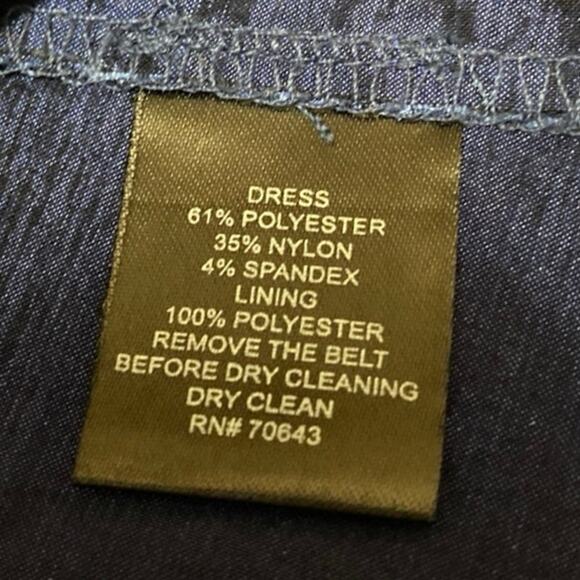 DRESS
61% POLYESTER
35% NYLON
4% SPANDEX
LINING
100% POLYESTER
REMOVE THE BELT
BEFORE DRY CLEANING
DRY CLEAN
RN# 70643